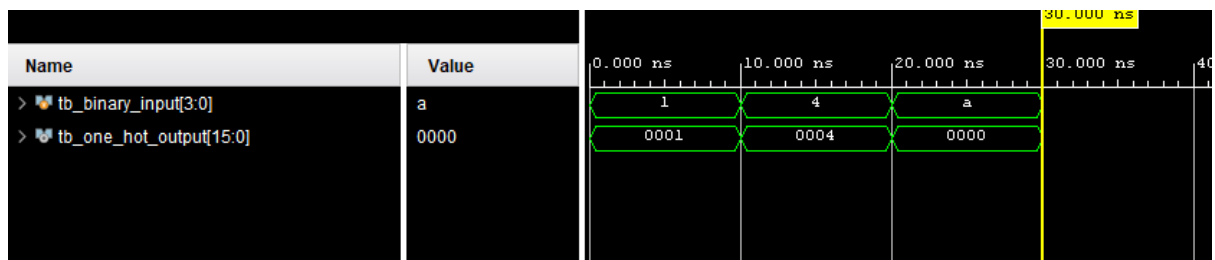 30.000 ns
Name Value 0.000 ns 10.000 ns 20.000 ns 30.000 ns 40
> tb_binary_input[3:0] a 1 4 a
> tb_one_hot_output[15:0] 0000 0001 0004 0000